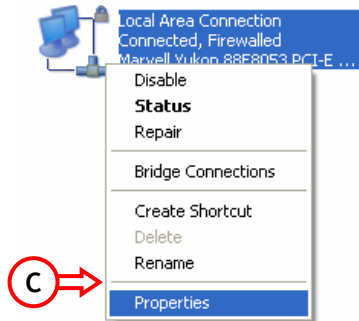 Local Area Connection
Connected, Firewalled
Marvell Yukon 88E8053 PCI-E ...
Disable
Status
Repair
Bridge Connections
Create Shortcut
Delete
Rename
C
Properties